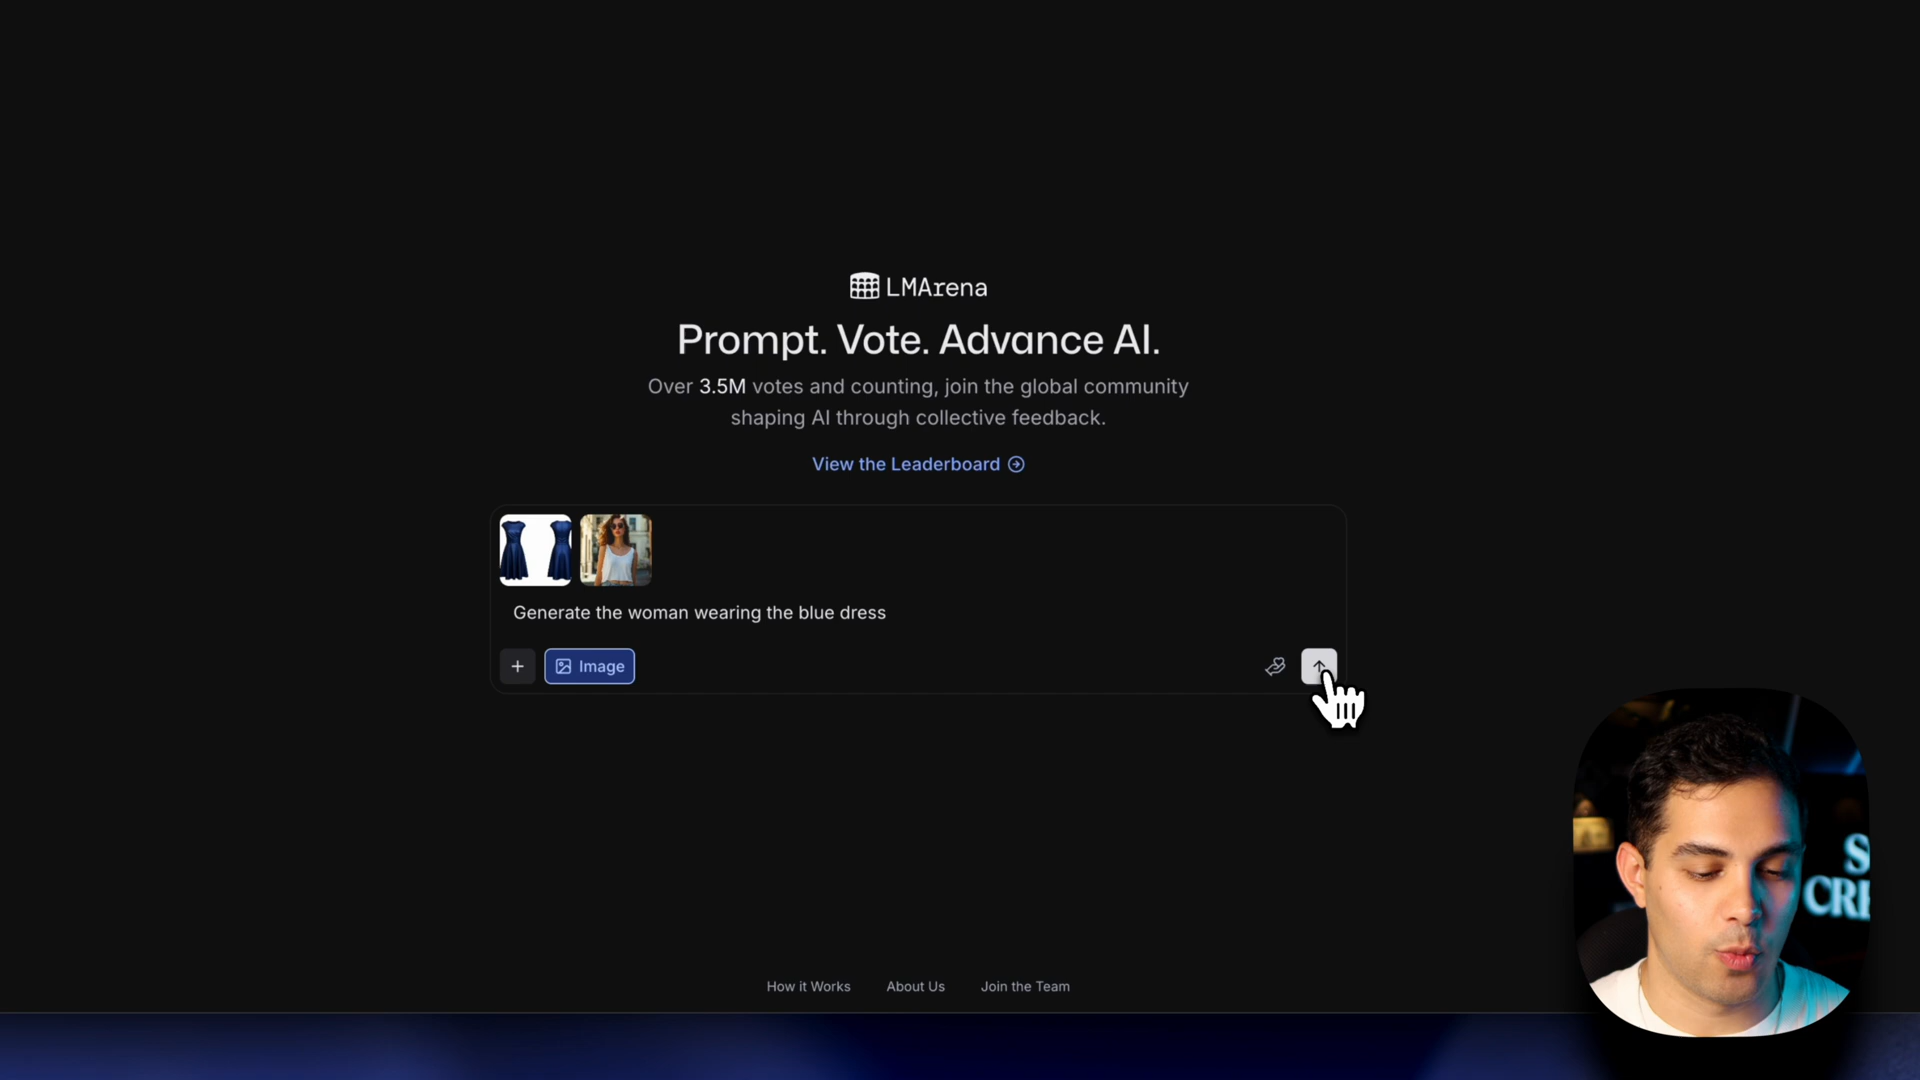 LMArena
Prompt. Vote. Advance AI.
Over 3.5M votes and counting, join the global community
shaping AI through collective feedback.
View the Leaderboard
Generate the woman wearing the blue dress
Image
How it Works About Us Join the Team
S
CRE